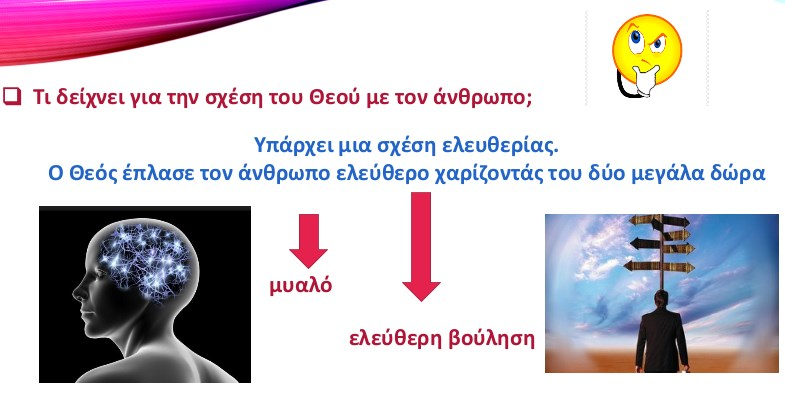 ❑ Τι δείχνει για την σχέση του Θεού με τον άνθρωπο;
Υπάρχει μια σχέση ελευθερίας.
Ο Θεός έπλασε τον άνθρωπο ελεύθερο χαρίζοντάς του δύο μεγάλα δώρα
μυαλό
ελεύθερη βούληση